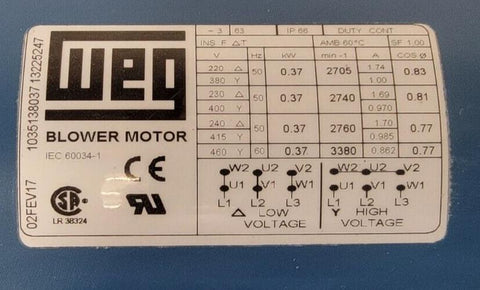 1035138037 13225247
02FEV17
WEG
BLOWER MOTOR
IEC 60034-1
CE
SA
LR 38324
~ 3 63 IP 66 DUTY CONT
INS F ΔT AMB 60°C SF 1,00
V Hz kW min -1 A COS Ø
220 Δ 50 0.37 2705 1.74 0.83
380 Y 1.00
230 Δ 50 0.37 2740 1.69 0.81
400 Y 0.970
240 Δ 50 0.37 2760 1.70 0.77
415 Y 0.985
460 Y 60 0.37 3380 0.862 0.77
W2 U2 V2 W2 U2 V2
U1 V1 W1 U1 V1 W1
L1 L2 L3 L1 L2 L3
Δ LOW VOLTAGE Y HIGH VOLTAGE